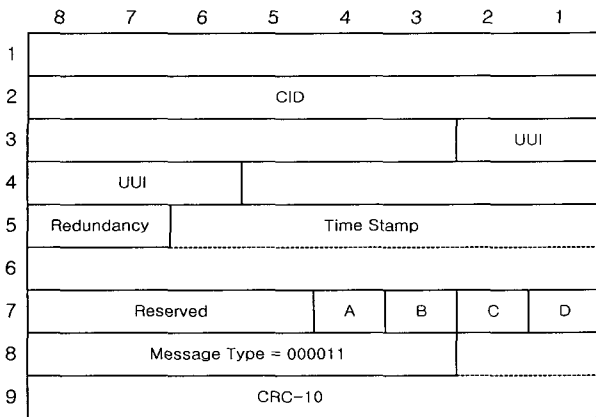 8 7 6 5 4 3 2 1
1
2 CID
3 UUI
4 UUI
5 Redundancy Time Stamp
6
7 Reserved A B C D
8 Message Type = 000011
9 CRC-10